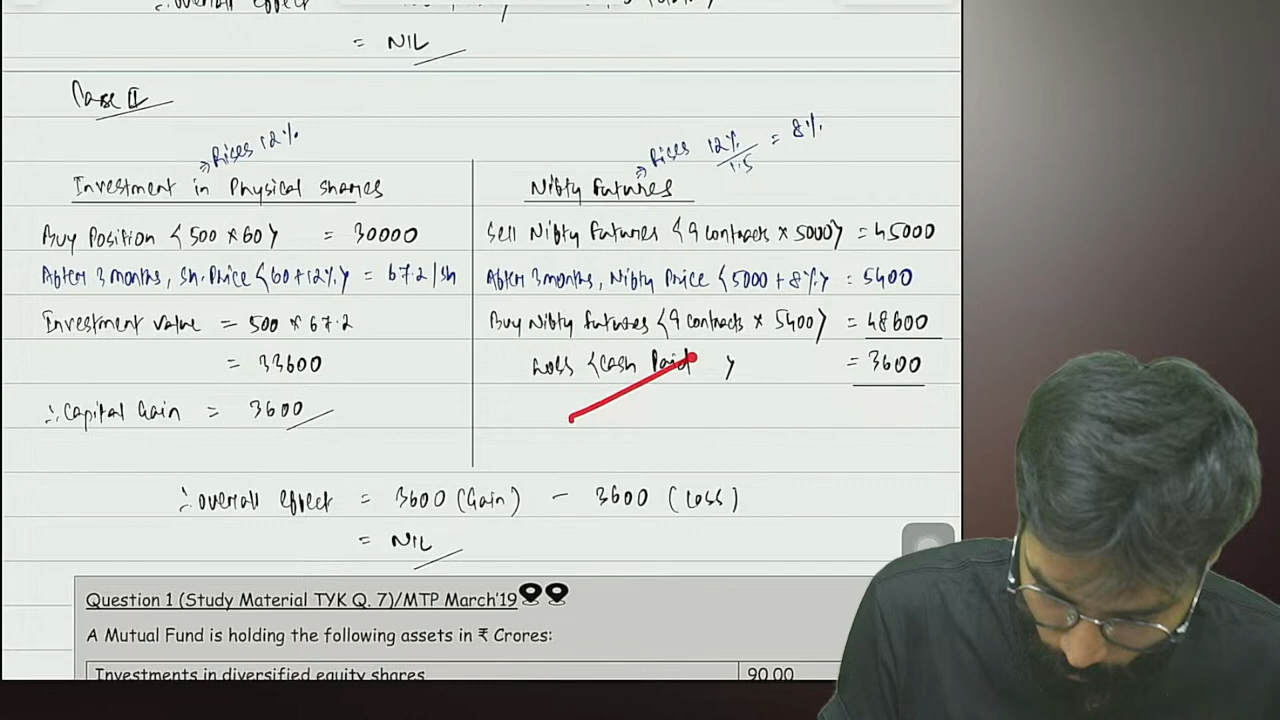 = NIL
Case II
Rises 12%
Investment in Physical shares
Buy Position {500 x 60} = 30000
After 3 months, Sh. Price {60 + 12%} = 67.2/sh
Investment value = 500 x 67.2
= 33600
∴ Capital Gain = 3600
Rises 12%/1.5 = 8%
Nifty Futures
Sell Nifty Futures {9 contracts x 5000} = 45000
After 3 months, Nifty Price {5000 + 8%} = 5400
Buy Nifty futures {9 contracts x 5400} = 48600
Loss {Cash Paid } = 3600
∴ overall effect = 3600 (Gain) - 3600 (Loss)
= NIL
Question 1 (Study Material TYK Q. 7)/MTP March'19
A Mutual Fund is holding the following assets in ₹ Crores:
Investments in diversified equity shares 90.00